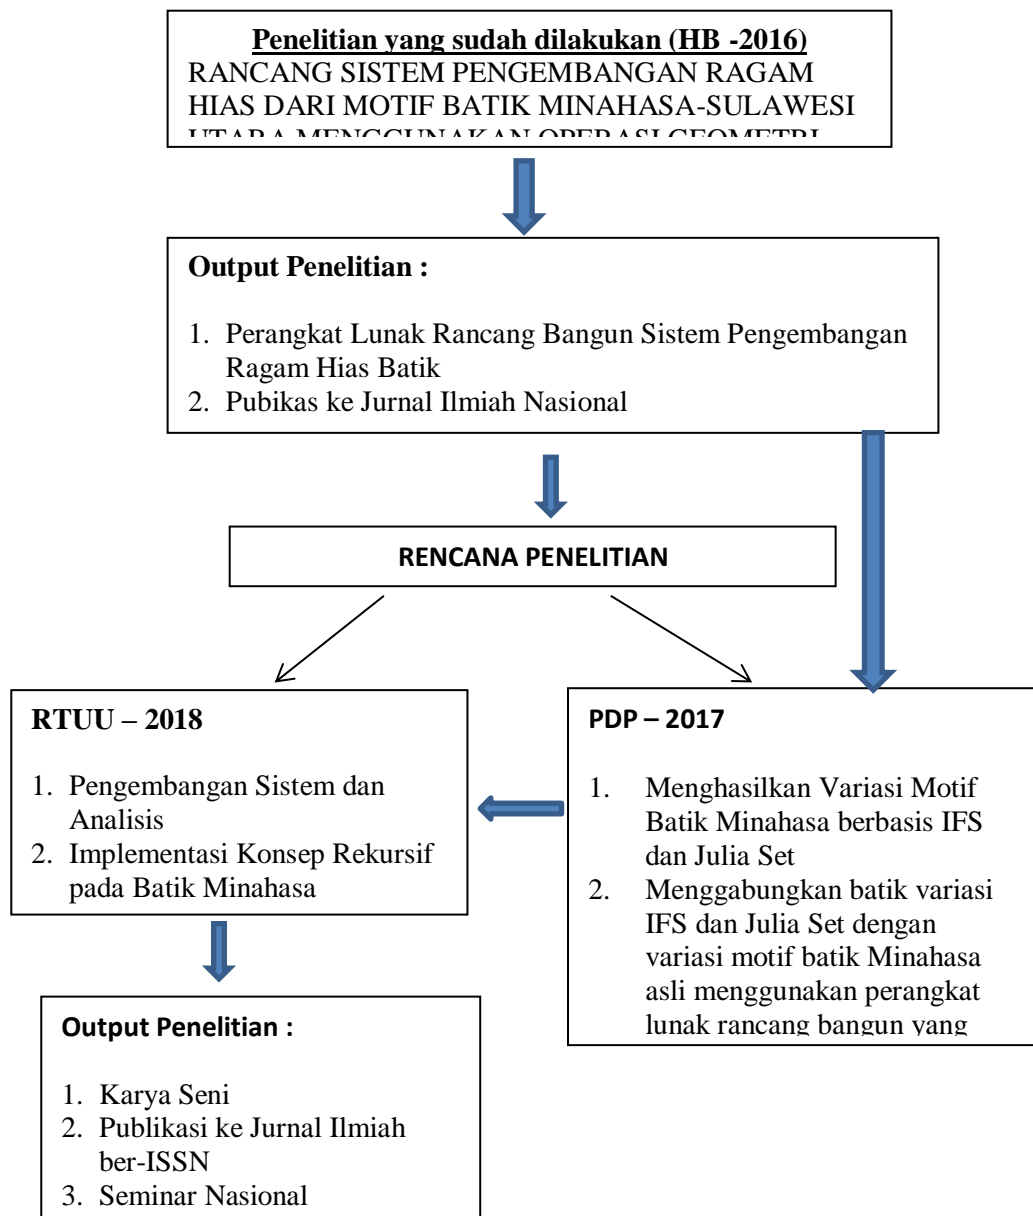 Penelitian yang sudah dilakukan (HB -2016)
RANCANG SISTEM PENGEMBANGAN RAGAM
HIAS DARI MOTIF BATIK MINAHASA-SULAWESI
UTARA MENGGUNAKAN OPERASI GEOMETRI
Output Penelitian :
1. Perangkat Lunak Rancang Bangun Sistem Pengembangan
Ragam Hias Batik
2. Pubikas ke Jurnal Ilmiah Nasional
RENCANA PENELITIAN
RTUU – 2018
1. Pengembangan Sistem dan
Analisis
2. Implementasi Konsep Rekursif
pada Batik Minahasa
PDP – 2017
1. Menghasilkan Variasi Motif
Batik Minahasa berbasis IFS
dan Julia Set
2. Menggabungkan batik variasi
IFS dan Julia Set dengan
variasi motif batik Minahasa
asli menggunakan perangkat
lunak rancang bangun yang
Output Penelitian :
1. Karya Seni
2. Publikasi ke Jurnal Ilmiah
ber-ISSN
3. Seminar Nasional